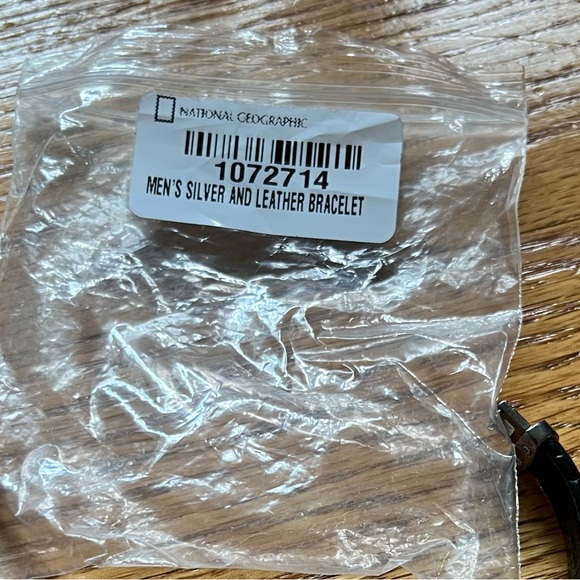 NATIONAL GEOGRAPHIC
1072714
MEN'S SILVER AND LEATHER BRACELET